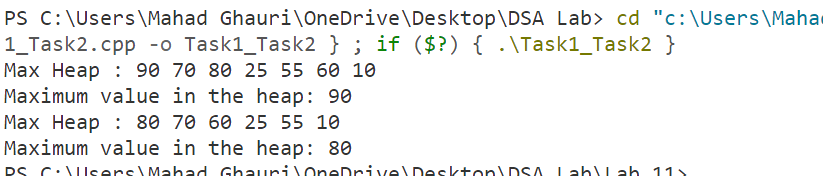 PS C:\Users\Mahad Ghauri\OneDrive\Desktop\DSA Lab> cd "c:\Users\Mahad
1_Task2.cpp -o Task1_Task2 } ; if ($?) { .\Task1_Task2 }
Max Heap : 90 70 80 25 55 60 10
Maximum value in the heap: 90
Max Heap : 80 70 60 25 55 10
Maximum value in the heap: 80
PS C:\Users\Mahad Ghauri\OneDrive\Desktop\DSA Lab\Lab 11>